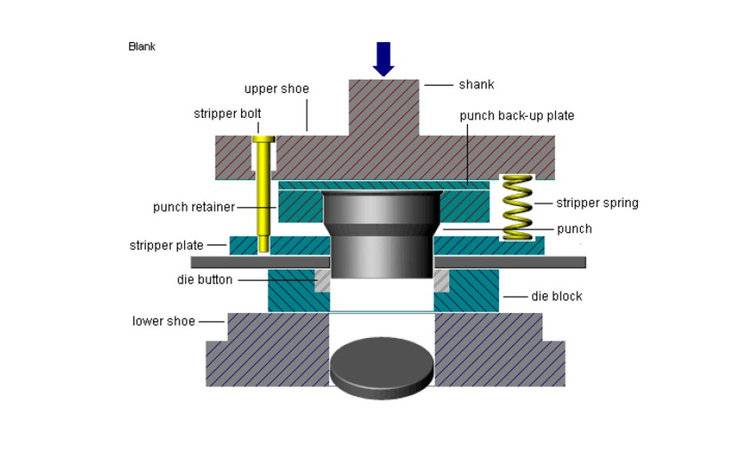 Blank
shank
upper shoe
stripper bolt
punch back-up plate
punch retainer
stripper spring
punch
stripper plate
die button
die block
lower shoe